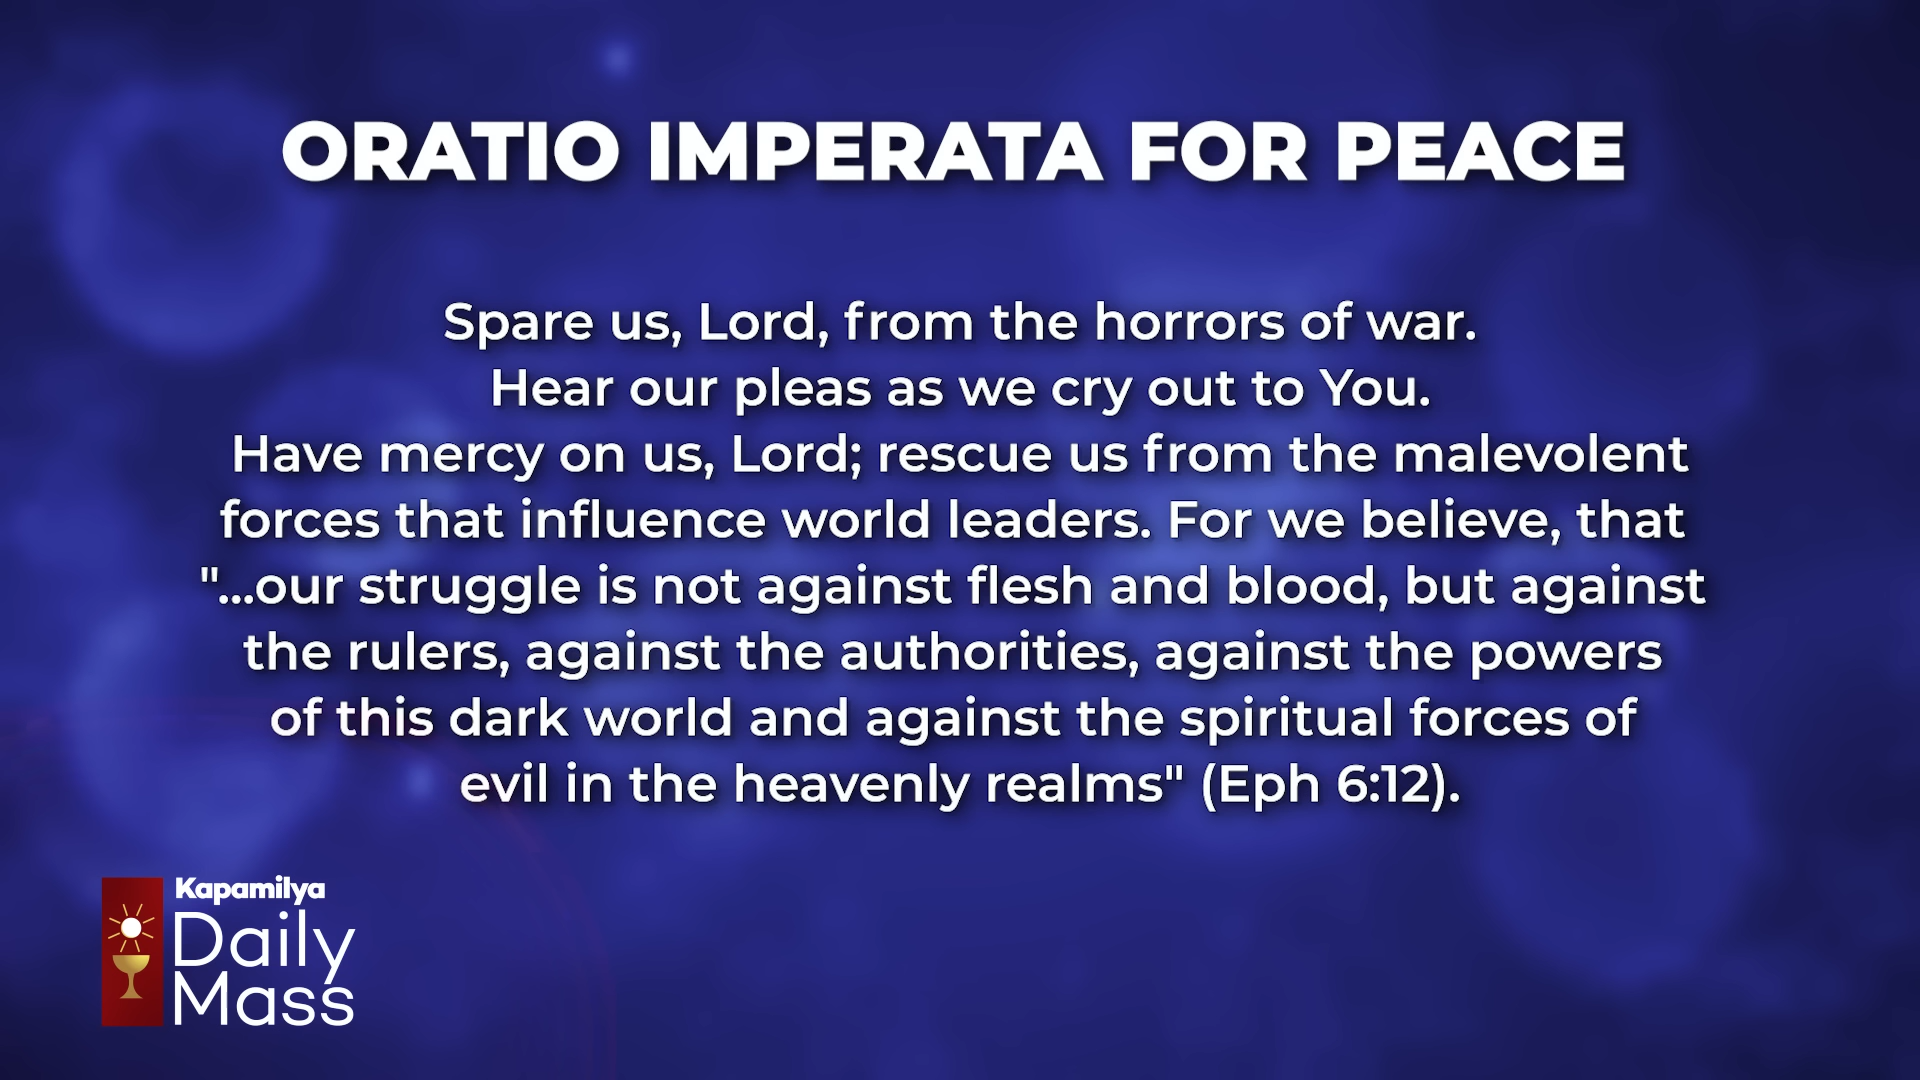 ORATIO IMPERATA FOR PEACE
Spare us, Lord, from the horrors of war.
Hear our pleas as we cry out to You.
Have mercy on us, Lord; rescue us from the malevolent
forces that influence world leaders. For we believe, that
"...our struggle is not against flesh and blood, but against
the rulers, against the authorities, against the powers
of this dark world and against the spiritual forces of
evil in the heavenly realms" (Eph 6:12).
Kapamilya
Daily
Mass